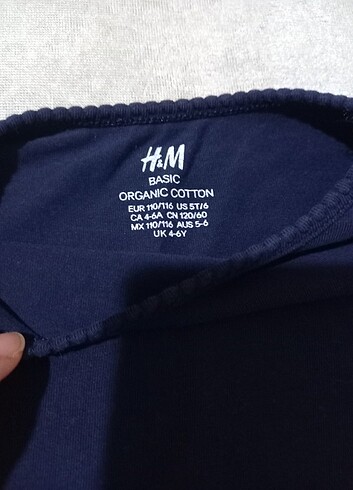 H&M
BASIC
ORGANIC COTTON
EUR 110/116 US 5T/6
CA 4-6A CN 120/60
MX 110/116 AUS 5-6
UK 4-6Y